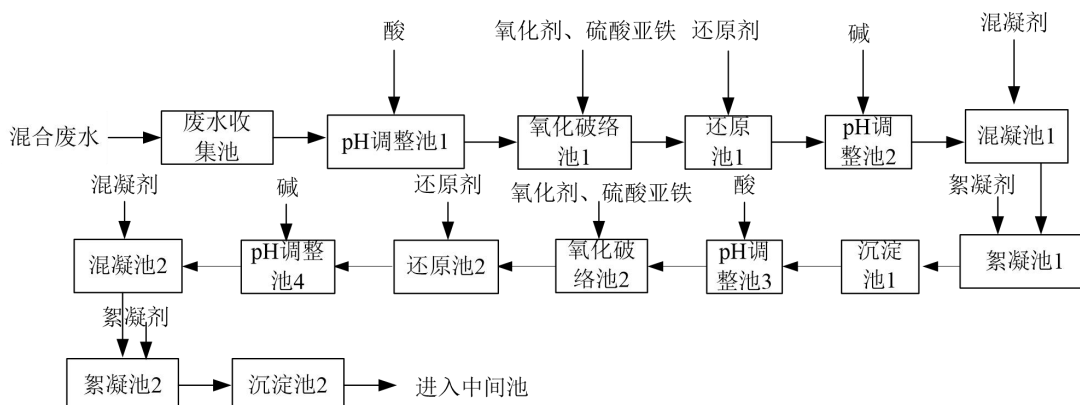 酸
氧化剂、硫酸亚铁
还原剂
碱
混凝剂
混合废水
废水收
集池
pH调整池1
氧化破络
池1
还原
池1
pH调
整池2
混凝池1
混凝剂
碱
还原剂
氧化剂、硫酸亚铁
酸
絮凝剂
混凝池2
pH调整
池4
还原池2
氧化破
络池2
pH调
整池3
沉淀
池1
絮凝池1
絮凝剂
絮凝池2
沉淀池2
进入中间池